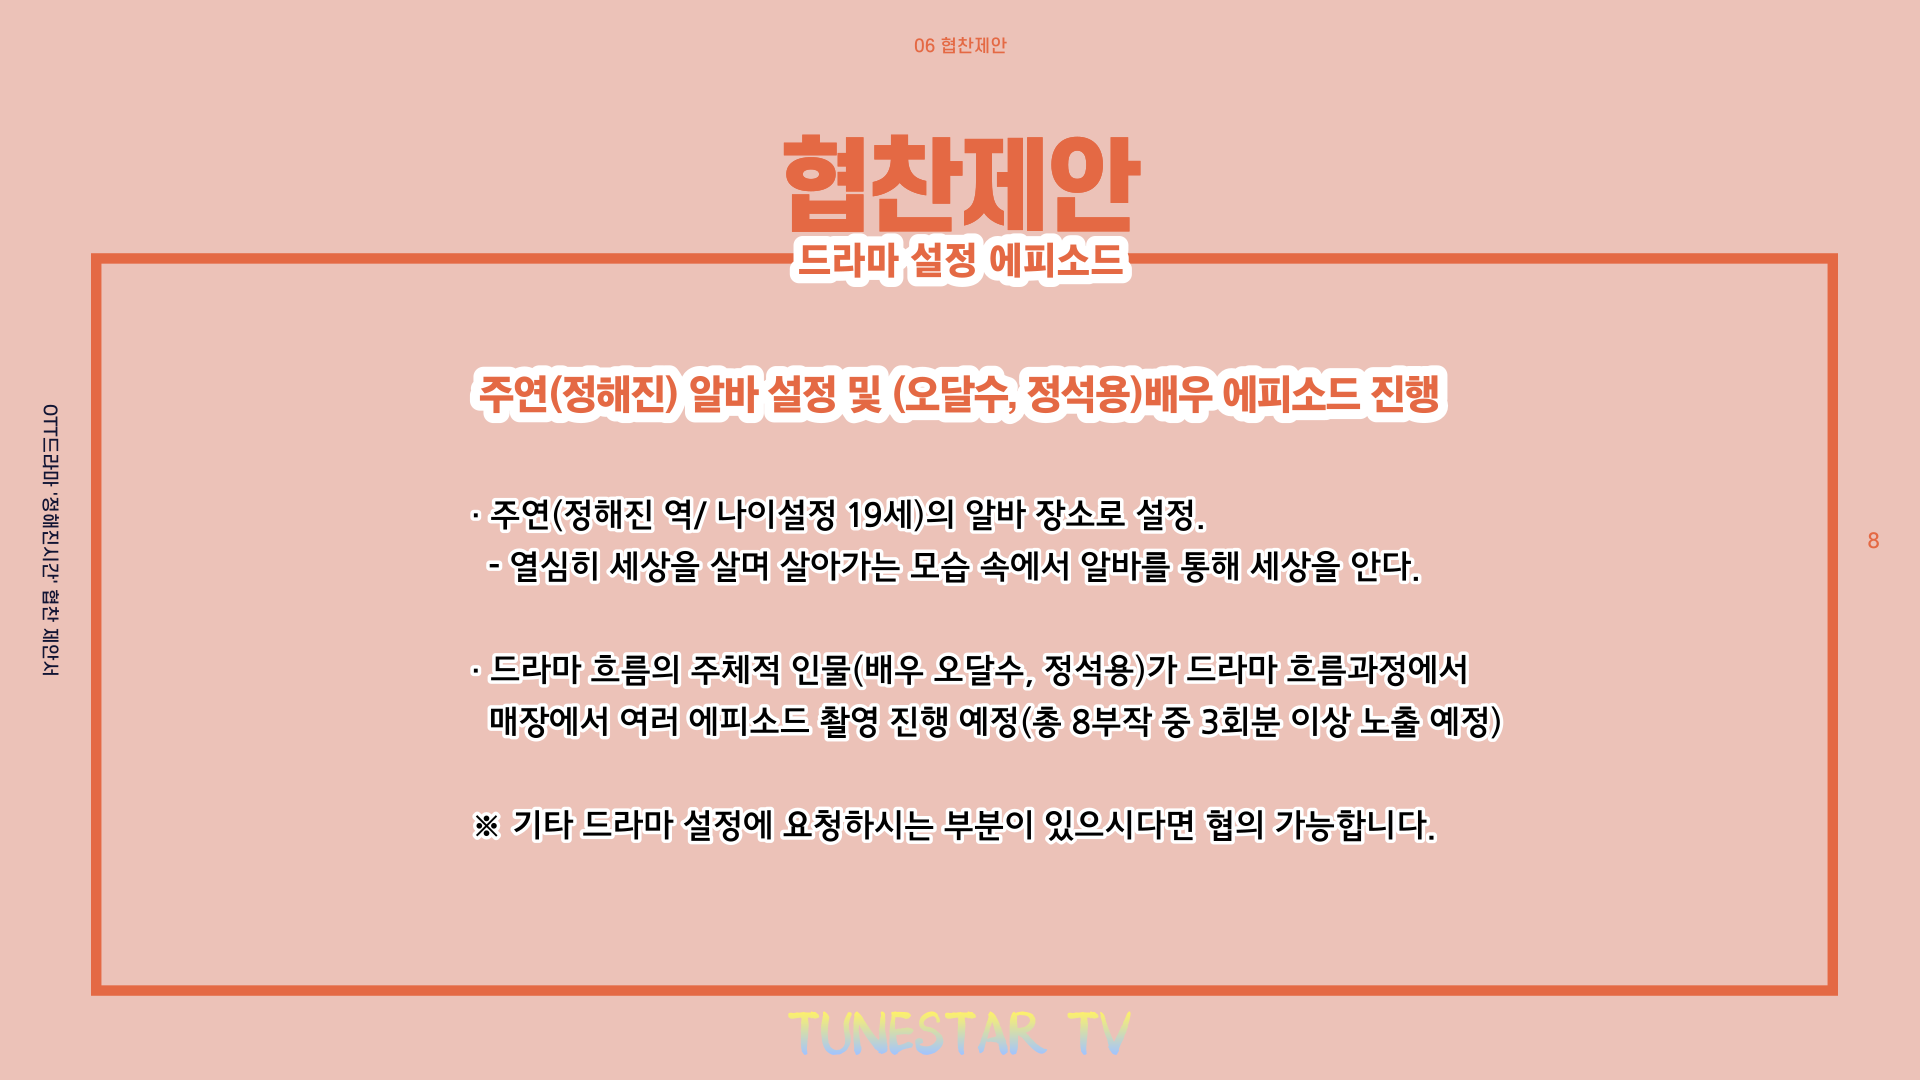 06 협찬제안
협찬제안
드라마 설정 에피소드
주연(정해진) 알바 설정 및 (오달수, 정석용)배우 에피소드 진행
· 주연(정해진 역/ 나이설정 19세)의 알바 장소로 설정.
- 열심히 세상을 살며 살아가는 모습 속에서 알바를 통해 세상을 안다.
· 드라마 흐름의 주체적 인물(배우 오달수, 정석용)가 드라마 흐름과정에서
매장에서 여러 에피소드 촬영 진행 예정(총 8부작 중 3회분 이상 노출 예정)
※ 기타 드라마 설정에 요청하시는 부분이 있으시다면 협의 가능합니다.
OTT드라마 '정해진시간' 협찬 제안서
8
TUNESTAR TV